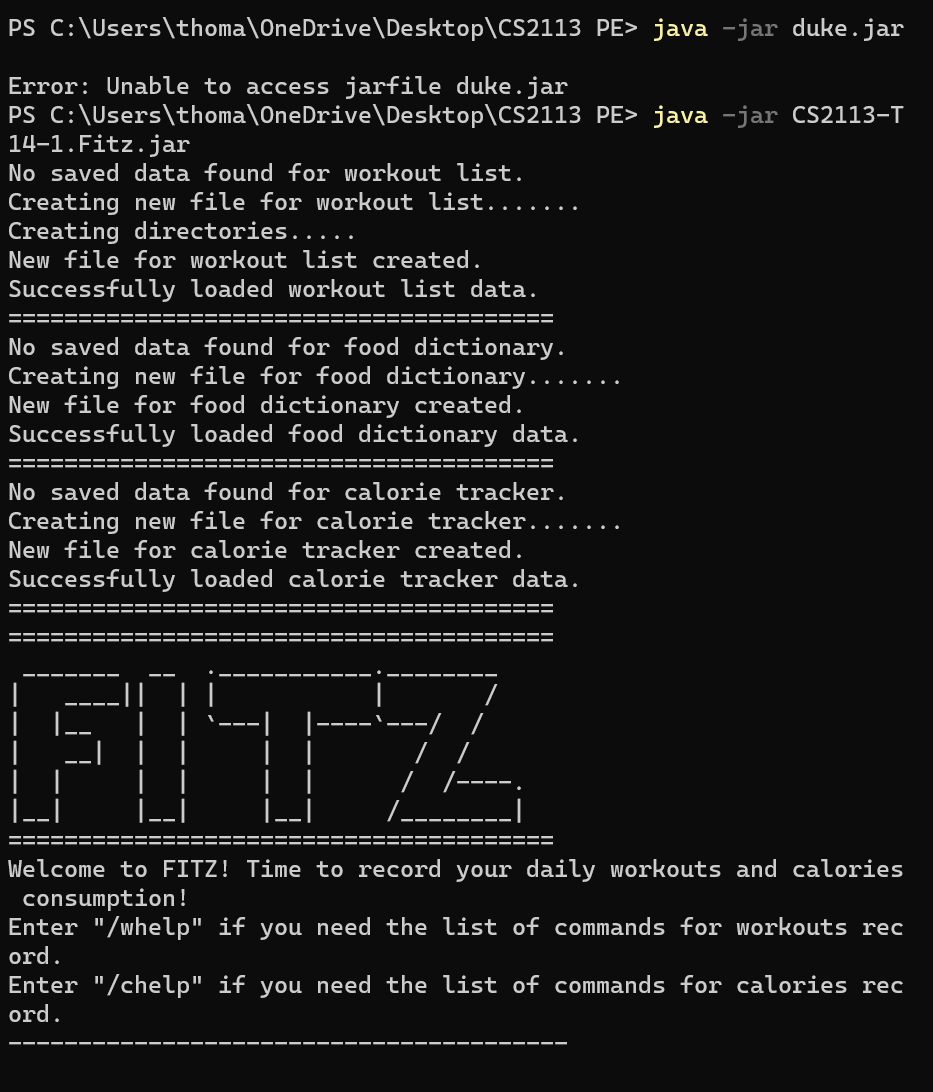 PS C:\Users\thoma\OneDrive\Desktop\CS2113 PE> java -jar duke.jar
Error: Unable to access jarfile duke.jar
PS C:\Users\thoma\OneDrive\Desktop\CS2113 PE> java -jar CS2113-T
14-1.Fitz.jar
No saved data found for workout list.
Creating new file for workout list.......
Creating directories.....
New file for workout list created.
Successfully loaded workout list data.
=======================================
No saved data found for food dictionary.
Creating new file for food dictionary.......
New file for food dictionary created.
Successfully loaded food dictionary data.
=======================================
No saved data found for calorie tracker.
Creating new file for calorie tracker.......
New file for calorie tracker created.
Successfully loaded calorie tracker data.
=======================================
=======================================
 _______  __  .___________.________
|   ____||  | |           |       /
|  |__   |  | `---|  |----`---/  /
|   __|  |  |     |  |       /  /
|  |     |  |     |  |      /  /----.
|__|     |__|     |__|     /________|
=======================================
Welcome to FITZ! Time to record your daily workouts and calories
 consumption!
Enter "/whelp" if you need the list of commands for workouts rec
ord.
Enter "/chelp" if you need the list of commands for calories rec
ord.
----------------------------------------